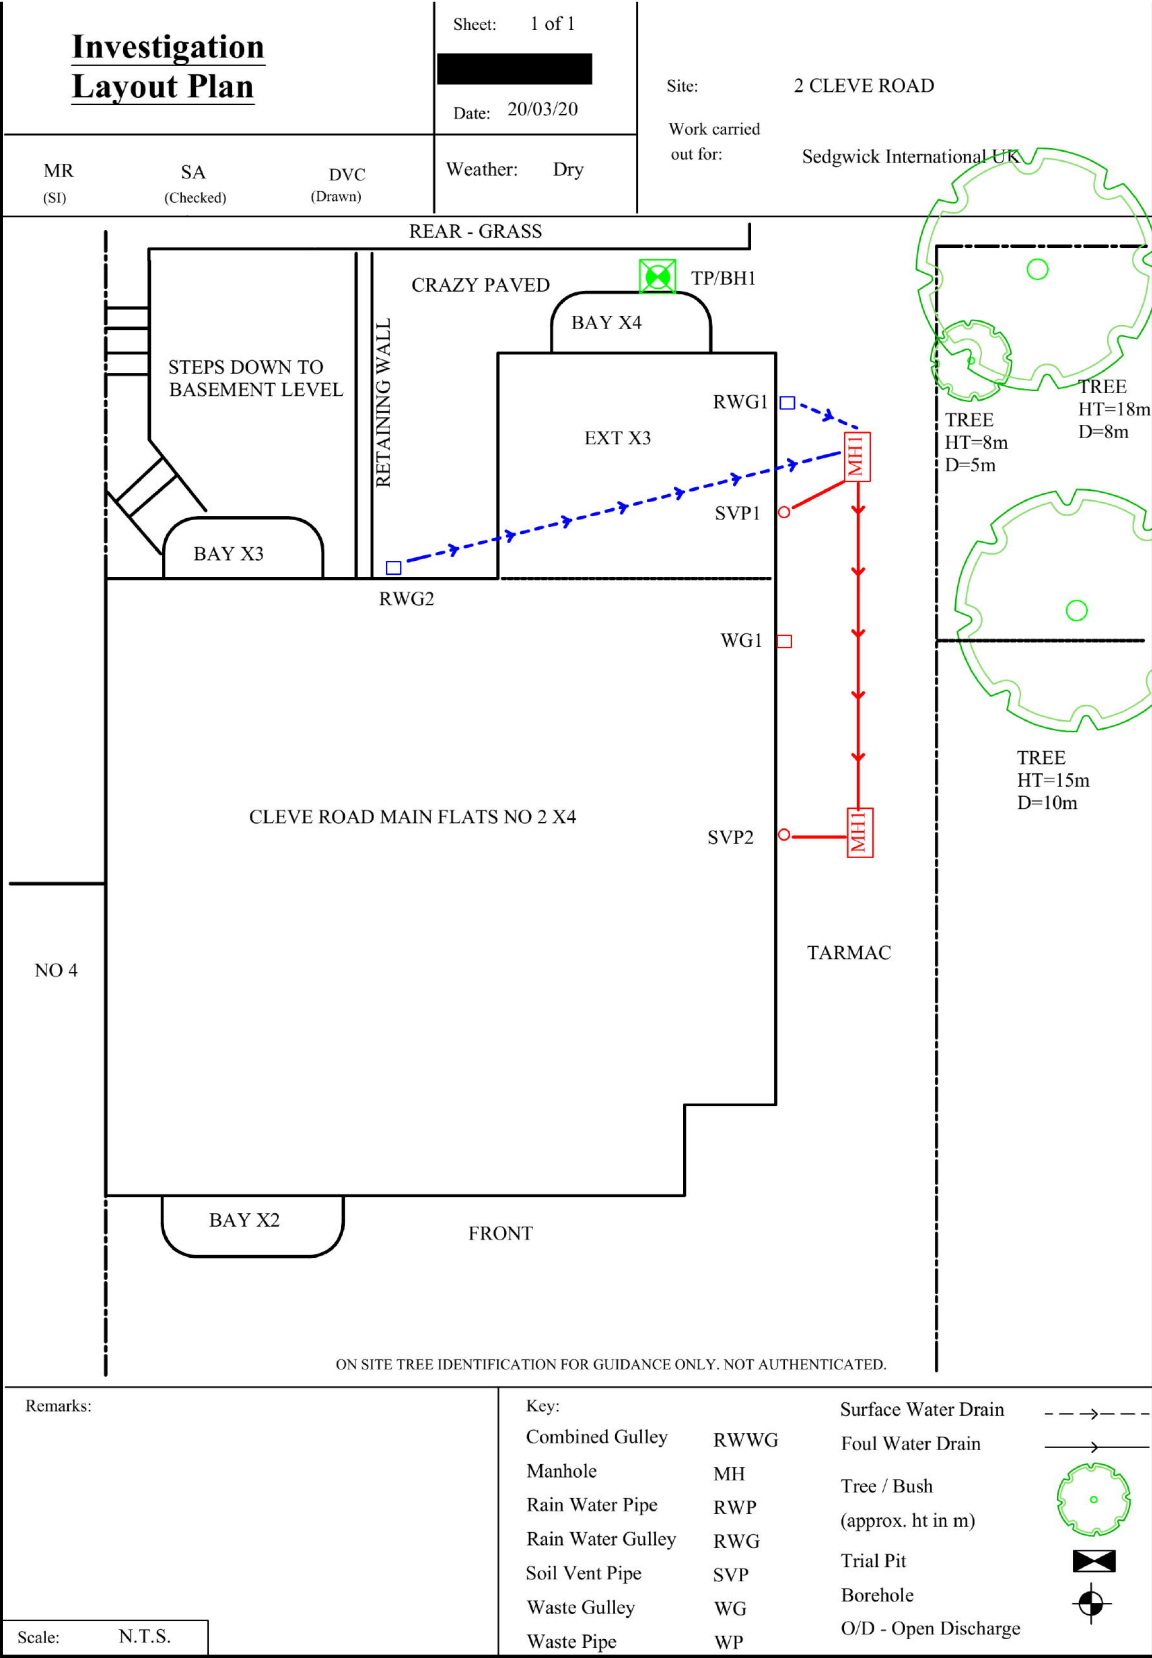 Investigation
Layout Plan
Sheet: 1 of 1
Date: 20/03/20
Site: 2 CLEVE ROAD
Work carried
out for: Sedgwick International UK
MR
(SI)
SA
(Checked)
DVC
(Drawn)
Weather: Dry
REAR - GRASS
CRAZY PAVED
TP/BH1
BAY X4
STEPS DOWN TO
BASEMENT LEVEL
RETAINING WALL
RWG1
EXT X3
MH1
TREE
HT=18m
D=8m
TREE
HT=8m
D=5m
SVP1
BAY X3
RWG2
WG1
TREE
HT=15m
D=10m
CLEVE ROAD MAIN FLATS NO 2 X4
SVP2
MH1
TARMAC
NO 4
BAY X2
FRONT
ON SITE TREE IDENTIFICATION FOR GUIDANCE ONLY. NOT AUTHENTICATED.
Remarks:
Scale: N.T.S.
Key:
Combined Gulley RWWG
Manhole MH
Rain Water Pipe RWP
Rain Water Gulley RWG
Soil Vent Pipe SVP
Waste Gulley WG
Waste Pipe WP
Surface Water Drain
Foul Water Drain
Tree / Bush
(approx. ht in m)
Trial Pit
Borehole
O/D - Open Discharge